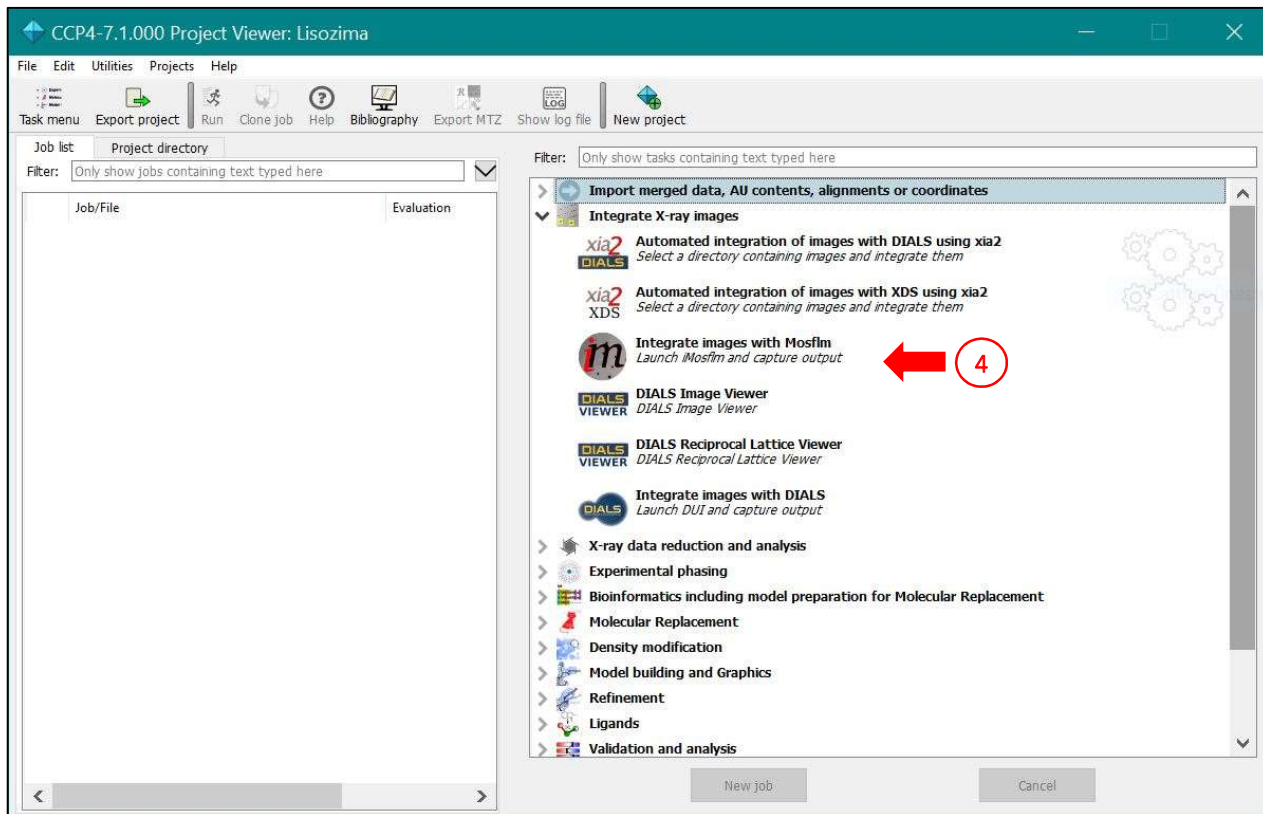 CCP4-7.1.000 Project Viewer: Lisozima
File Edit Utilities Projects Help
Task menu Export project Run Clone job Help Bibliography Export MTZ Show log file New project
Job list Project directory
Filter: Only show jobs containing text typed here
Job/File Evaluation
Filter: Only show tasks containing text typed here
Import merged data, AU contents, alignments or coordinates
Integrate X-ray images
xia2 DIALS
Automated integration of images with DIALS using xia2
Select a directory containing images and integrate them
xia2 XDS
Automated integration of images with XDS using xia2
Select a directory containing images and integrate them
im
Integrate images with Mosflm
Launch iMosflm and capture output
4
DIALS VIEWER
DIALS Image Viewer
DIALS Image Viewer
DIALS VIEWER
DIALS Reciprocal Lattice Viewer
DIALS Reciprocal Lattice Viewer
DIALS
Integrate images with DIALS
Launch DUI and capture output
X-ray data reduction and analysis
Experimental phasing
Bioinformatics including model preparation for Molecular Replacement
Molecular Replacement
Density modification
Model building and Graphics
Refinement
Ligands
Validation and analysis
New job Cancel